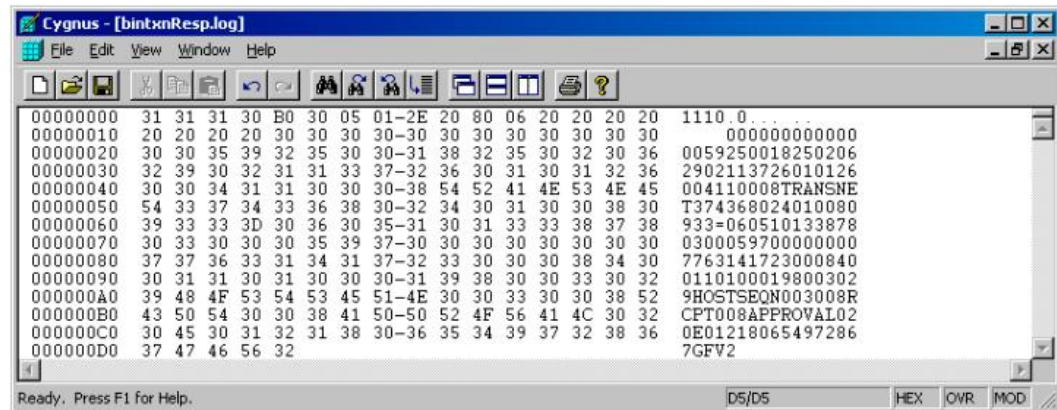 Cygnus - [bintxnResp.log]
File Edit View Window Help
00000000 31 31 31 30 B0 30 05 01-2E 20 80 06 20 20 20 20 1110.0... ..
00000010 20 20 20 20 30 30 30 30-30 30 30 30 30 30 30 30 000000000000
00000020 30 30 35 39 32 35 30 30-31 38 32 35 30 32 30 36 0059250018250206
00000030 32 39 30 32 31 31 33 37-32 36 30 31 30 31 32 36 2902113726010126
00000040 30 30 34 31 31 30 30 30-38 54 52 41 4E 53 4E 45 004110008TRANSNE
00000050 54 33 37 34 33 36 38 30-32 34 30 31 30 30 38 30 T374368024010080
00000060 39 33 33 3D 30 36 30 35-31 30 31 33 33 38 37 38 933=060510133878
00000070 30 33 30 30 30 35 39 37-30 30 30 30 30 30 30 30 0300059700000000
00000080 37 37 36 33 31 34 31 37-32 33 30 30 30 38 34 30 7763141723000840
00000090 30 31 31 30 31 30 30 30-31 39 38 30 30 33 30 32 0110100019800302
000000A0 39 48 4F 53 54 53 45 51-4E 30 30 33 30 30 38 52 9HOSTSEQN003008R
000000B0 43 50 54 30 30 38 41 50-50 52 4F 56 41 4C 30 32 CPT008APPROVAL02
000000C0 30 45 30 31 32 31 38 30-36 35 34 39 37 32 38 36 0E01218065497286
000000D0 37 47 46 56 32 7GFV2
Ready. Press F1 for Help. D5/D5 HEX OVR MOD